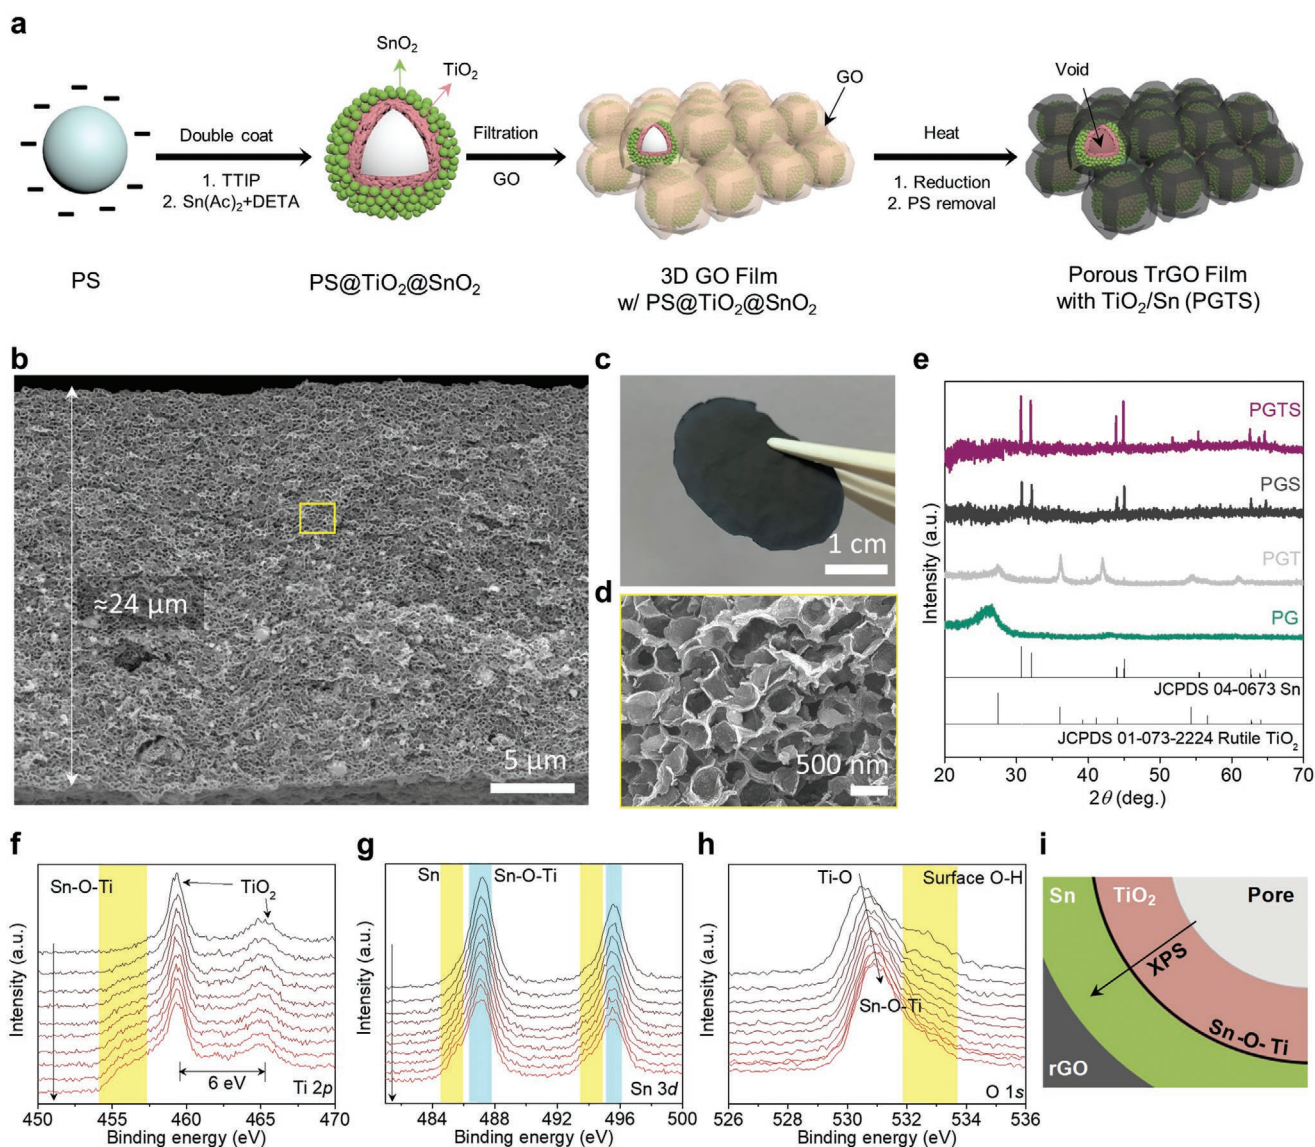 a
SnO₂
TiO₂
GO
Void
Double coat
1. TTIP
2. Sn(Ac)₂+DETA
Filtration
GO
Heat
1. Reduction
2. PS removal
PS
PS@TiO₂@SnO₂
3D GO Film
w/ PS@TiO₂@SnO₂
Porous TrGO Film
with TiO₂/Sn (PGTS)
b
≈24 µm
5 µm
c
1 cm
d
500 nm
e
PGTS
PGS
PGT
PG
JCPDS 04-0673 Sn
JCPDS 01-073-2224 Rutile TiO₂
Intensity (a.u.)
20 30 40 50 60 70
2θ (deg.)
f
Sn-O-Ti
TiO₂
6 eV
Ti 2p
Intensity (a.u.)
450 455 460 465 470
Binding energy (eV)
g
Sn
Sn-O-Ti
Sn 3d
Intensity (a.u.)
484 488 492 496 500
Binding energy (eV)
h
Ti-O
Surface O-H
Sn-O-Ti
O 1s
Intensity (a.u.)
526 528 530 532 534 536
Binding energy (eV)
i
Sn
TiO₂
Pore
XPS
Sn-O-Ti
rGO